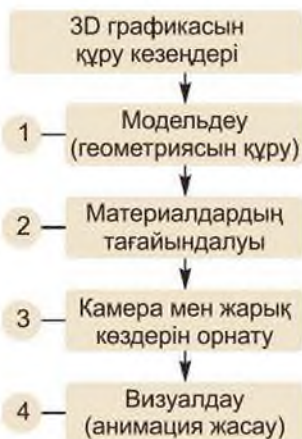 3D графикасын
құру кезеңдері
1
Модельдеу
(геометриясын құру)
2
Материалдардың
тағайындалуы
3
Камера мен жарық
көздерін орнату
4
Визуалдау
(анимация жасау)